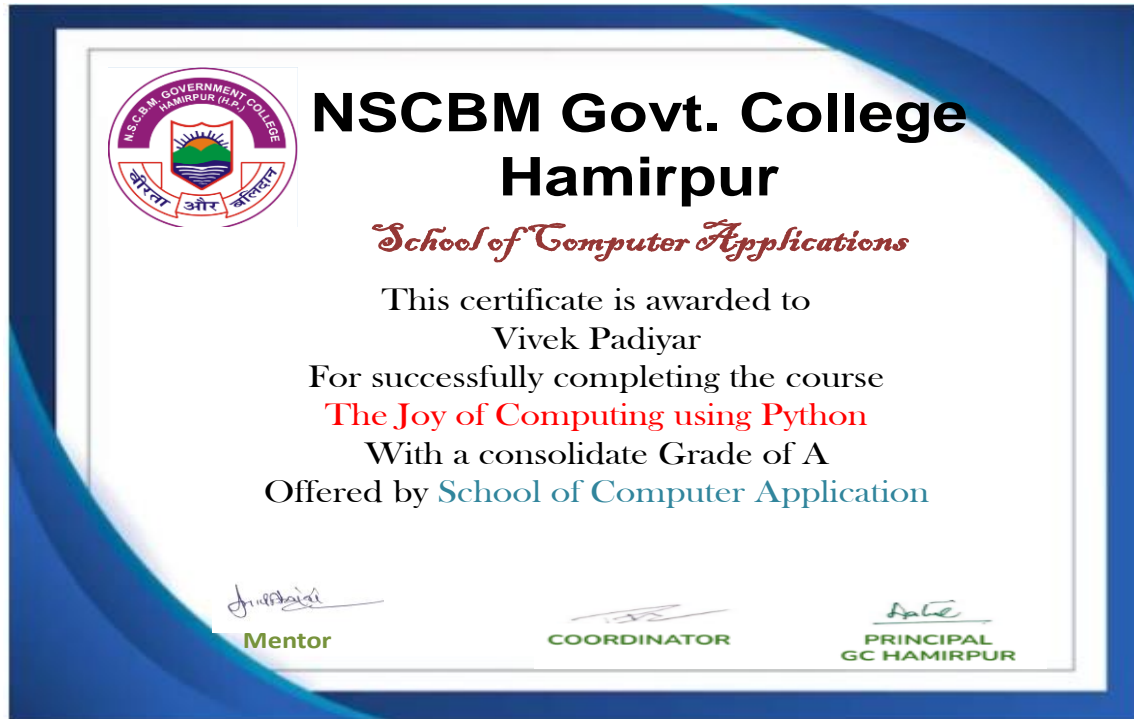 N.S.C.B.M. GOVERNMENT COLLEGE
HAMIRPUR (H.P.)
वीरता और बलिदान
NSCBM Govt. College
Hamirpur
School of Computer Applications
This certificate is awarded to
Vivek Padiyar
For successfully completing the course
The Joy of Computing using Python
With a consolidate Grade of A
Offered by School of Computer Application
Mentor
COORDINATOR
PRINCIPAL
GC HAMIRPUR